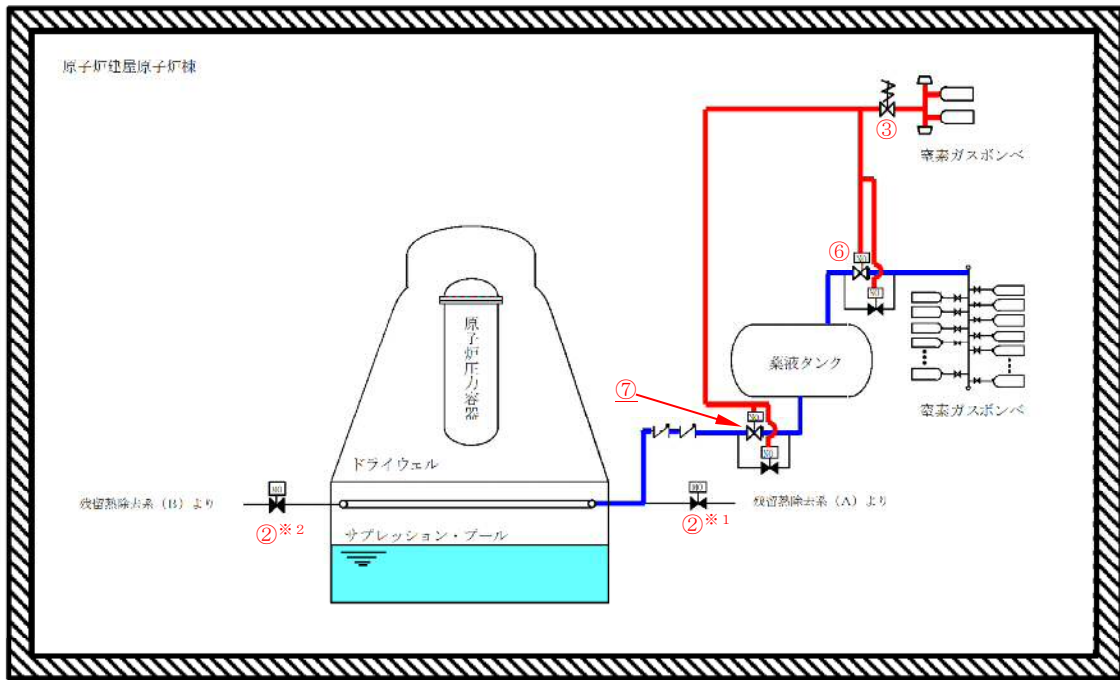 原子炉建屋原子炉棟
③
窒素ガスボンベ
⑥
原子炉圧力容器
薬液タンク
⑦
窒素ガスボンベ
ドライウェル
残留熱除去系（B）より
MO
②※2
MO
②※1
残留熱除去系（A）より
サプレッション・プール